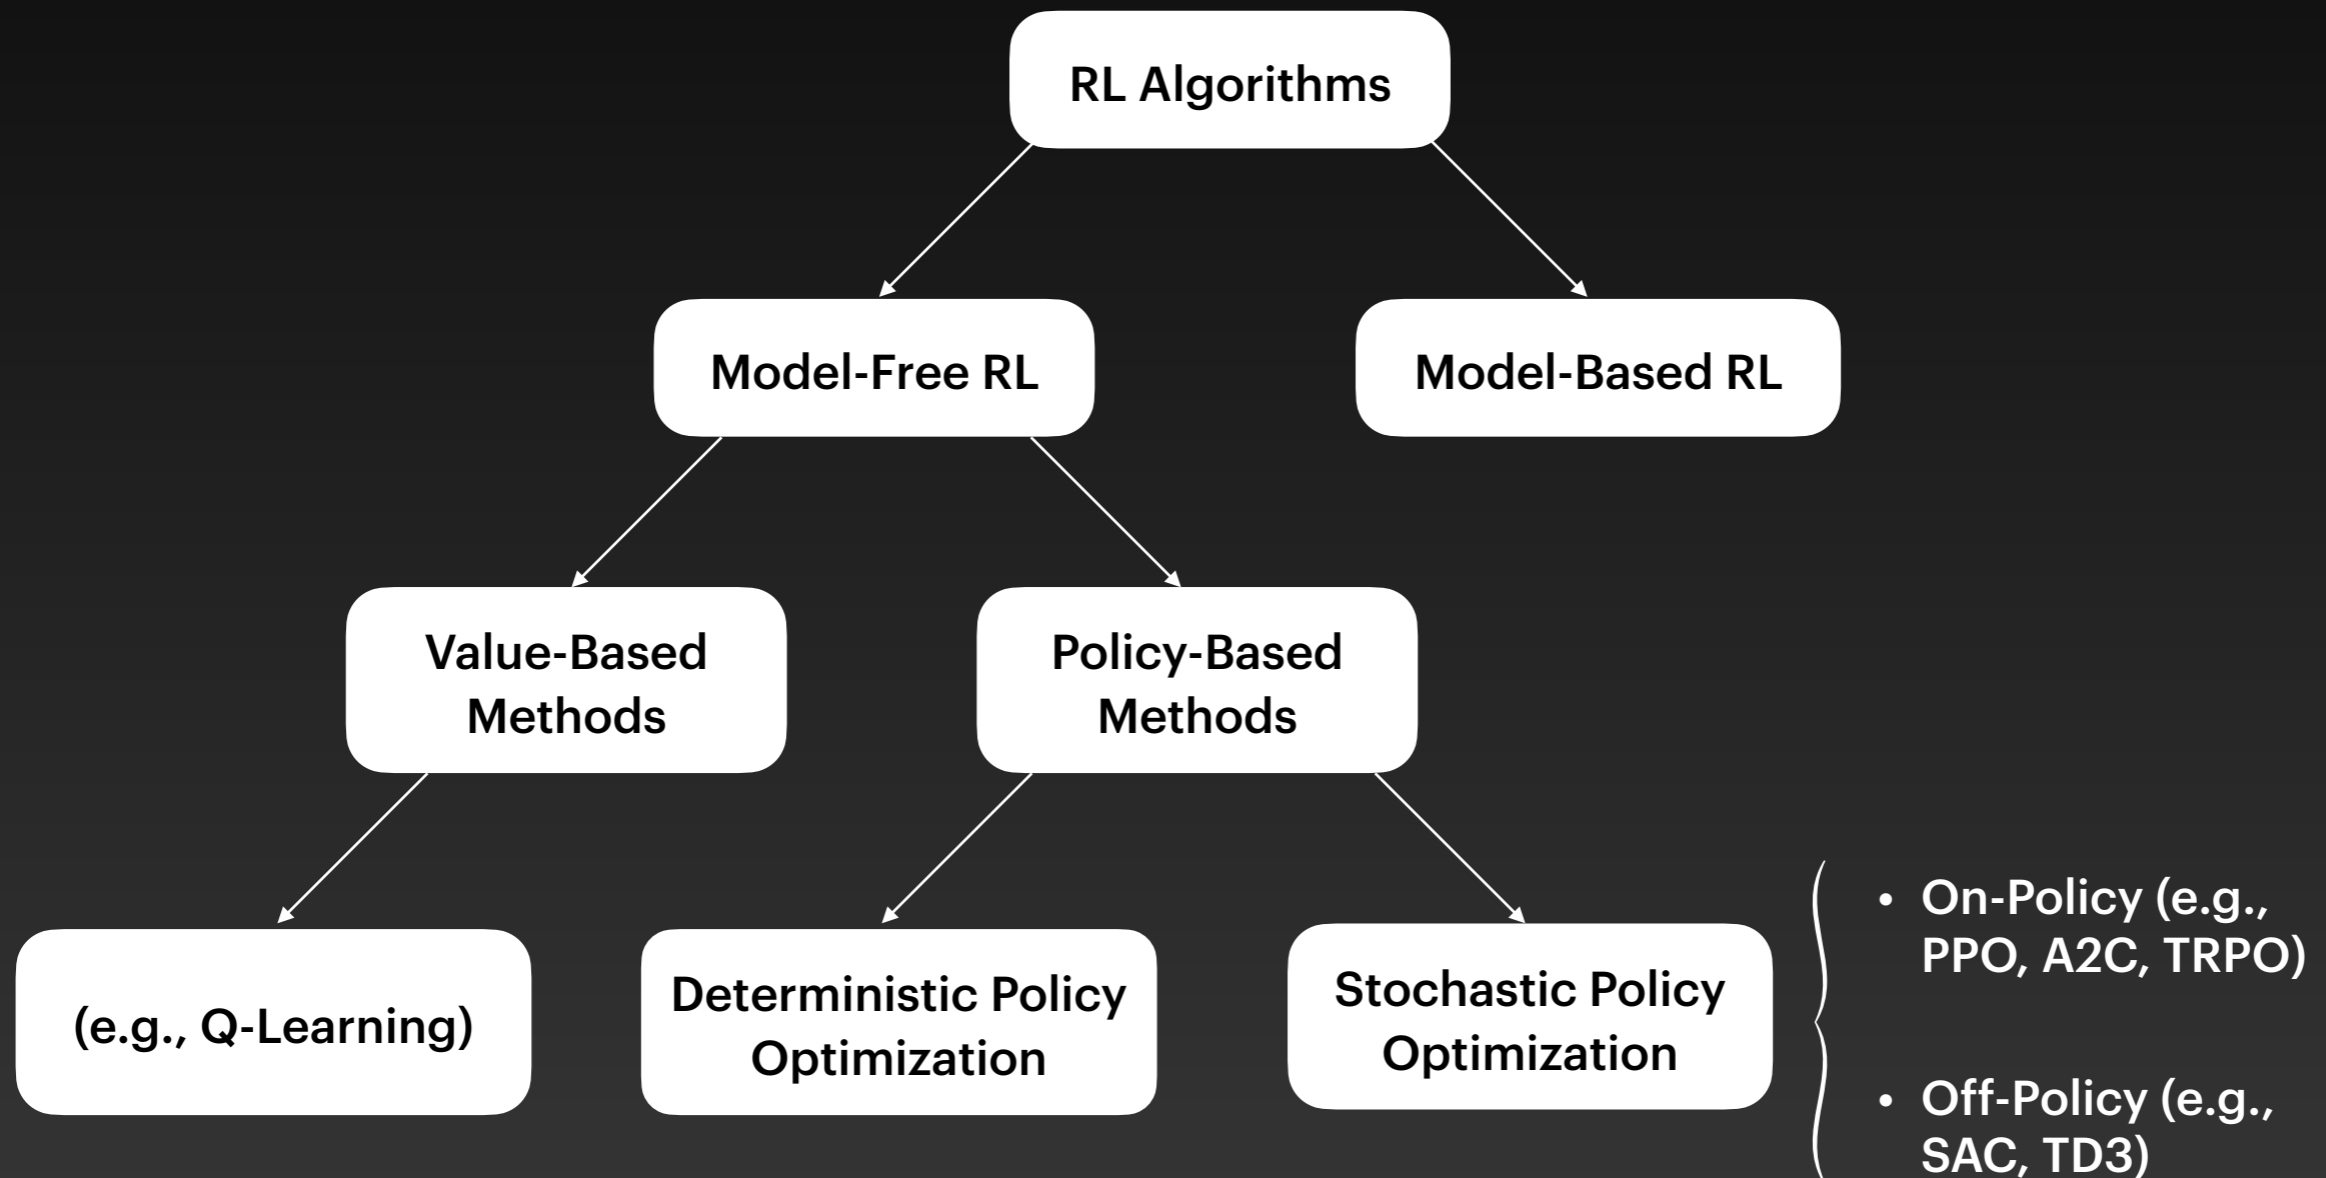 RL Algorithms
Model-Free RL
Model-Based RL
Value-Based
Methods
Policy-Based
Methods
(e.g., Q-Learning)
Deterministic Policy
Optimization
Stochastic Policy
Optimization
• On-Policy (e.g.,
PPO, A2C, TRPO)
• Off-Policy (e.g.,
SAC, TD3)